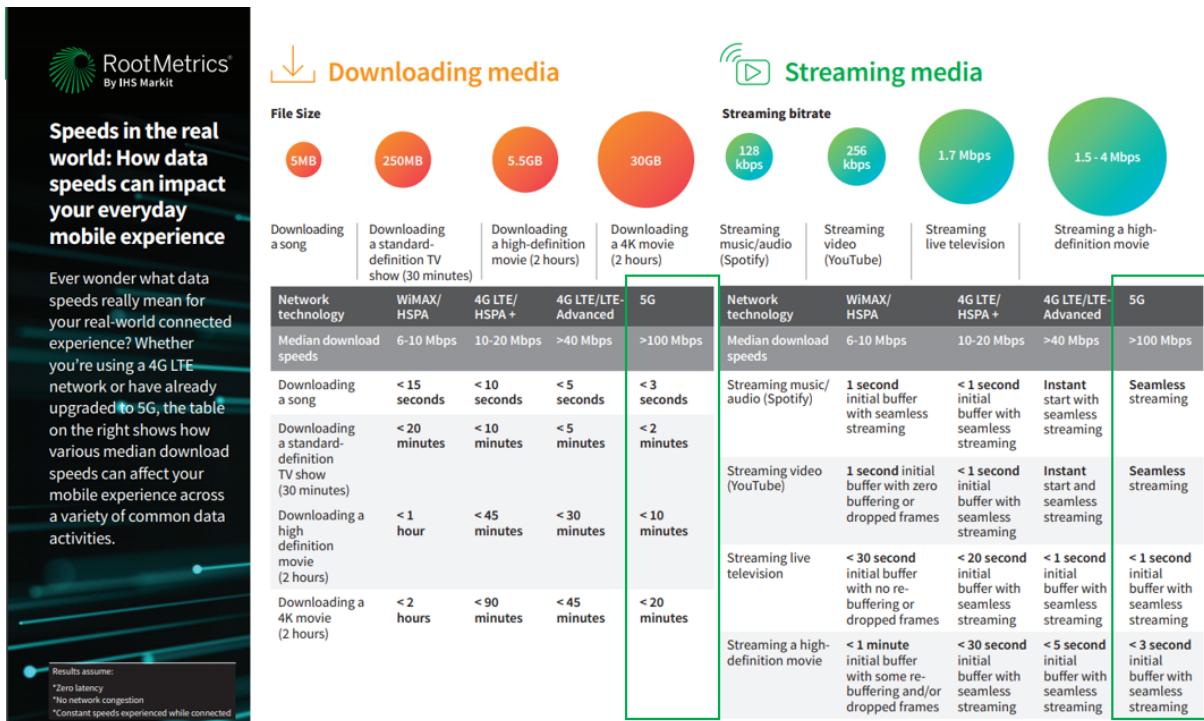 RootMetrics®
By IHS Markit
Speeds in the real
world: How data
speeds can impact
your everyday
mobile experience
Ever wonder what data
speeds really mean for
your real-world connected
experience? Whether
you're using a 4G LTE
network or have already
upgraded to 5G, the table
on the right shows how
various median download
speeds can affect your
mobile experience across
a variety of common data
activities.
Results assume:
*Zero latency
*No network congestion
*Constant speeds experienced while connected
Downloading media
File Size
5MB
250MB
5.5GB
30GB
Downloading
a song
Downloading
a standard-
definition TV
show (30 minutes)
Downloading
a high-definition
movie (2 hours)
Downloading
a 4K movie
(2 hours)
Network
technology
WiMAX/
HSPA
4G LTE/
HSPA +
4G LTE/LTE-
Advanced
5G
Median download
speeds
6-10 Mbps
10-20 Mbps
>40 Mbps
>100 Mbps
Downloading
a song
< 15
seconds
< 10
seconds
< 5
seconds
< 3
seconds
Downloading
a standard-
definition
TV show
(30 minutes)
< 20
minutes
< 10
minutes
< 5
minutes
< 2
minutes
Downloading a
high
definition
movie
(2 hours)
< 1
hour
< 45
minutes
< 30
minutes
< 10
minutes
Downloading a
4K movie
(2 hours)
< 2
hours
< 90
minutes
< 45
minutes
< 20
minutes
Streaming media
Streaming bitrate
128
kbps
256
kbps
1.7 Mbps
1.5 - 4 Mbps
Streaming
music/audio
(Spotify)
Streaming
video
(YouTube)
Streaming
live television
Streaming a high-
definition movie
Network
technology
WiMAX/
HSPA
4G LTE/
HSPA +
4G LTE/LTE-
Advanced
5G
Median download
speeds
6-10 Mbps
10-20 Mbps
>40 Mbps
>100 Mbps
Streaming music/
audio (Spotify)
1 second
initial buffer
with seamless
streaming
< 1 second
initial
buffer with
seamless
streaming
Instant
start with
seamless
streaming
Seamless
streaming
Streaming video
(YouTube)
1 second initial
buffer with zero
buffering or
dropped frames
< 1 second
initial
buffer with
seamless
streaming
Instant
start and
seamless
streaming
Seamless
streaming
Streaming live
television
< 30 second
initial buffer
with no re-
buffering or
dropped frames
< 20 second
initial
buffer with
seamless
streaming
< 1 second
initial
buffer with
seamless
streaming
< 1 second
initial
buffer with
seamless
streaming
Streaming a high-
definition movie
< 1 minute
initial buffer
with some re-
buffering and/or
dropped frames
< 30 second
initial
buffer with
seamless
streaming
< 5 second
initial
buffer with
seamless
streaming
< 3 second
initial
buffer with
seamless
streaming